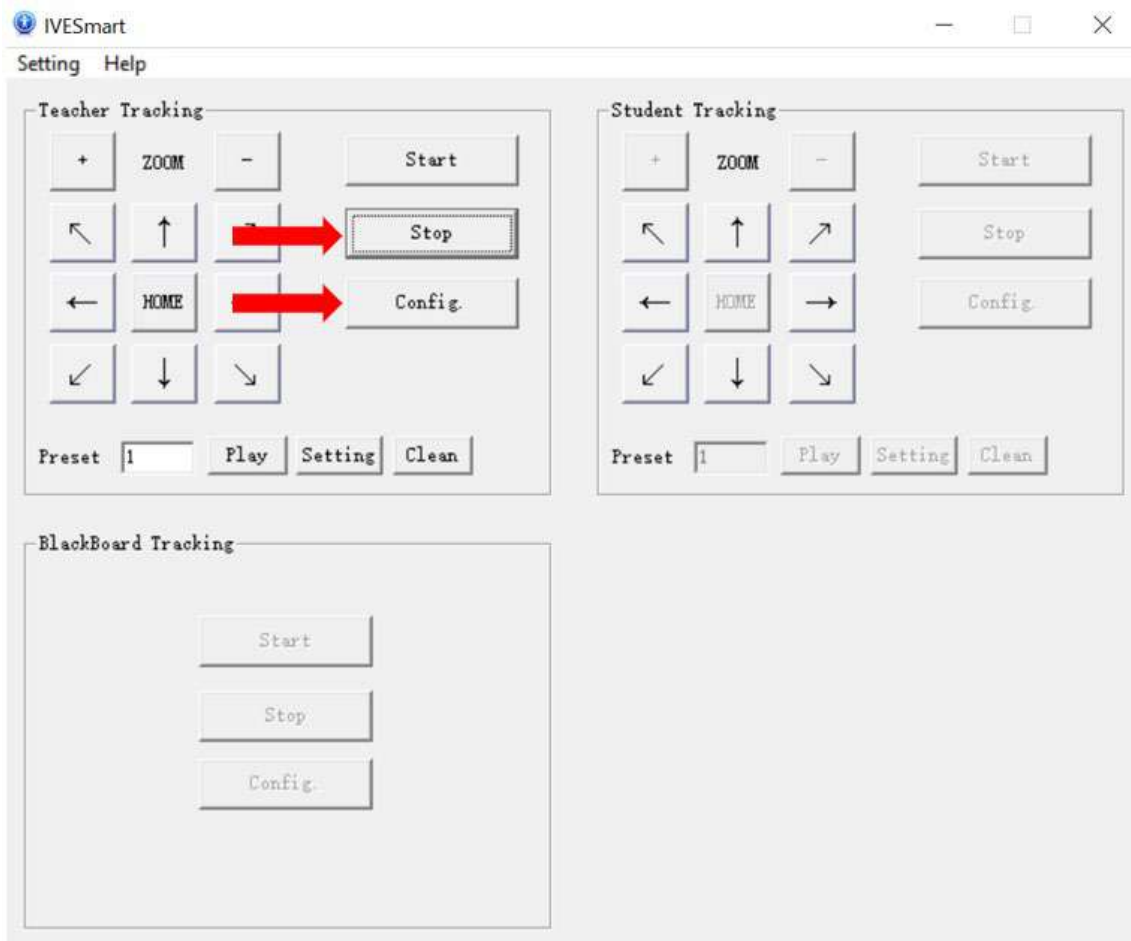 IVESmart
Setting Help
Teacher Tracking
+ ZOOM - Start
↖ ↑ Stop
← HOME Config.
↙ ↓ ↘
Preset 1 Play Setting Clean
Student Tracking
+ ZOOM - Start
↖ ↑ ↗ Stop
← HOME → Config.
↙ ↓ ↘
Preset 1 Play Setting Clean
BlackBoard Tracking
Start
Stop
Config.